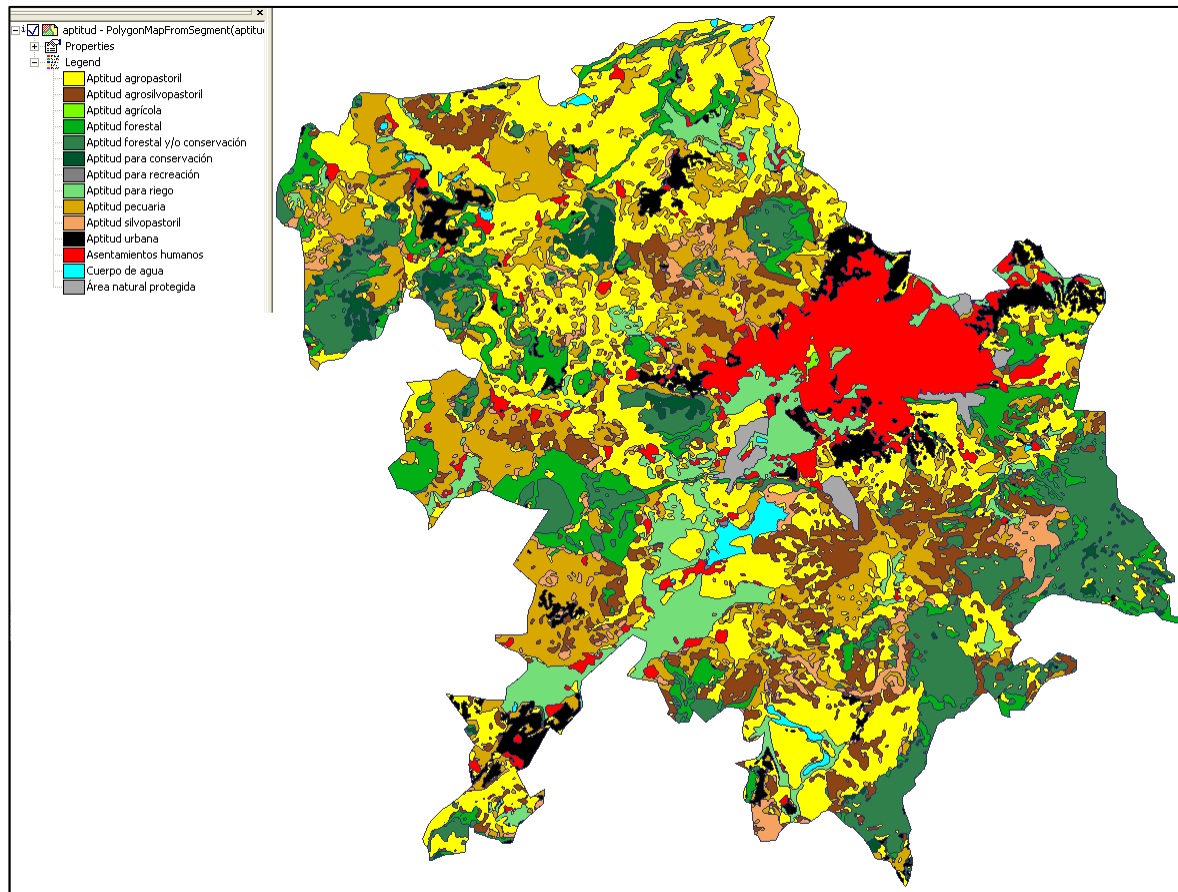 aptitud - PolygonMapFromSegment(aptitu
Properties
Legend
Aptitud agropastoril
Aptitud agrosilvopastoril
Aptitud agrícola
Aptitud forestal
Aptitud forestal y/o conservación
Aptitud para conservación
Aptitud para recreación
Aptitud para riego
Aptitud pecuaria
Aptitud silvopastoril
Aptitud urbana
Asentamientos humanos
Cuerpo de agua
Área natural protegida